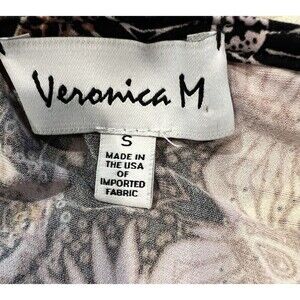 Veronica M.
S
MADE IN
THE USA
OF
IMPORTED
FABRIC